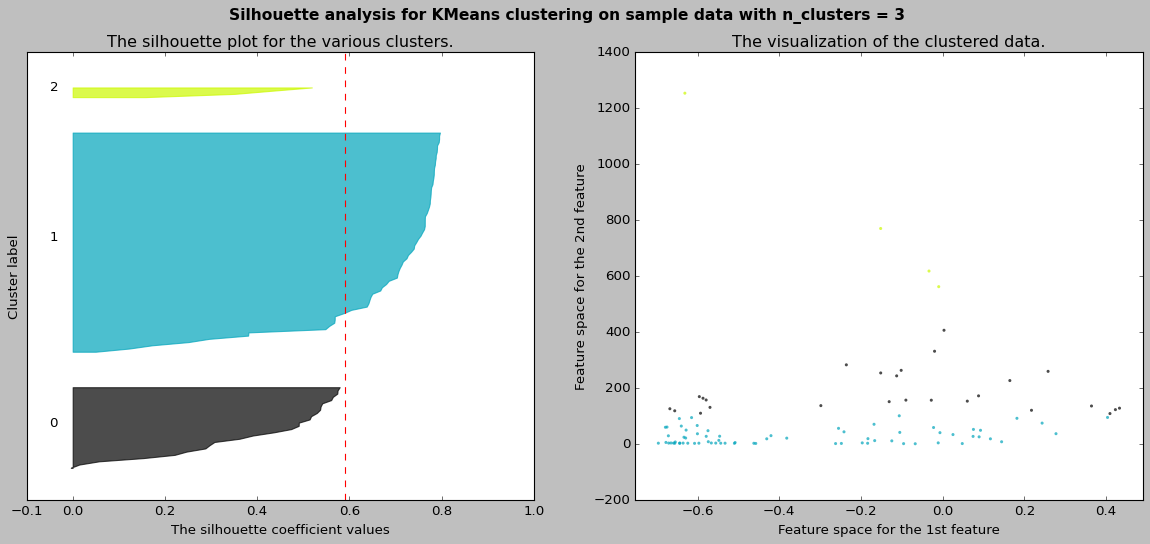 Silhouette analysis for KMeans clustering on sample data with n_clusters = 3
The silhouette plot for the various clusters.
Cluster label
2
1
0
−0.1 0.0 0.2 0.4 0.6 0.8 1.0
The silhouette coefficient values
The visualization of the clustered data.
Feature space for the 2nd feature
1400
1200
1000
800
600
400
200
0
−200
−0.6 −0.4 −0.2 0.0 0.2 0.4
Feature space for the 1st feature